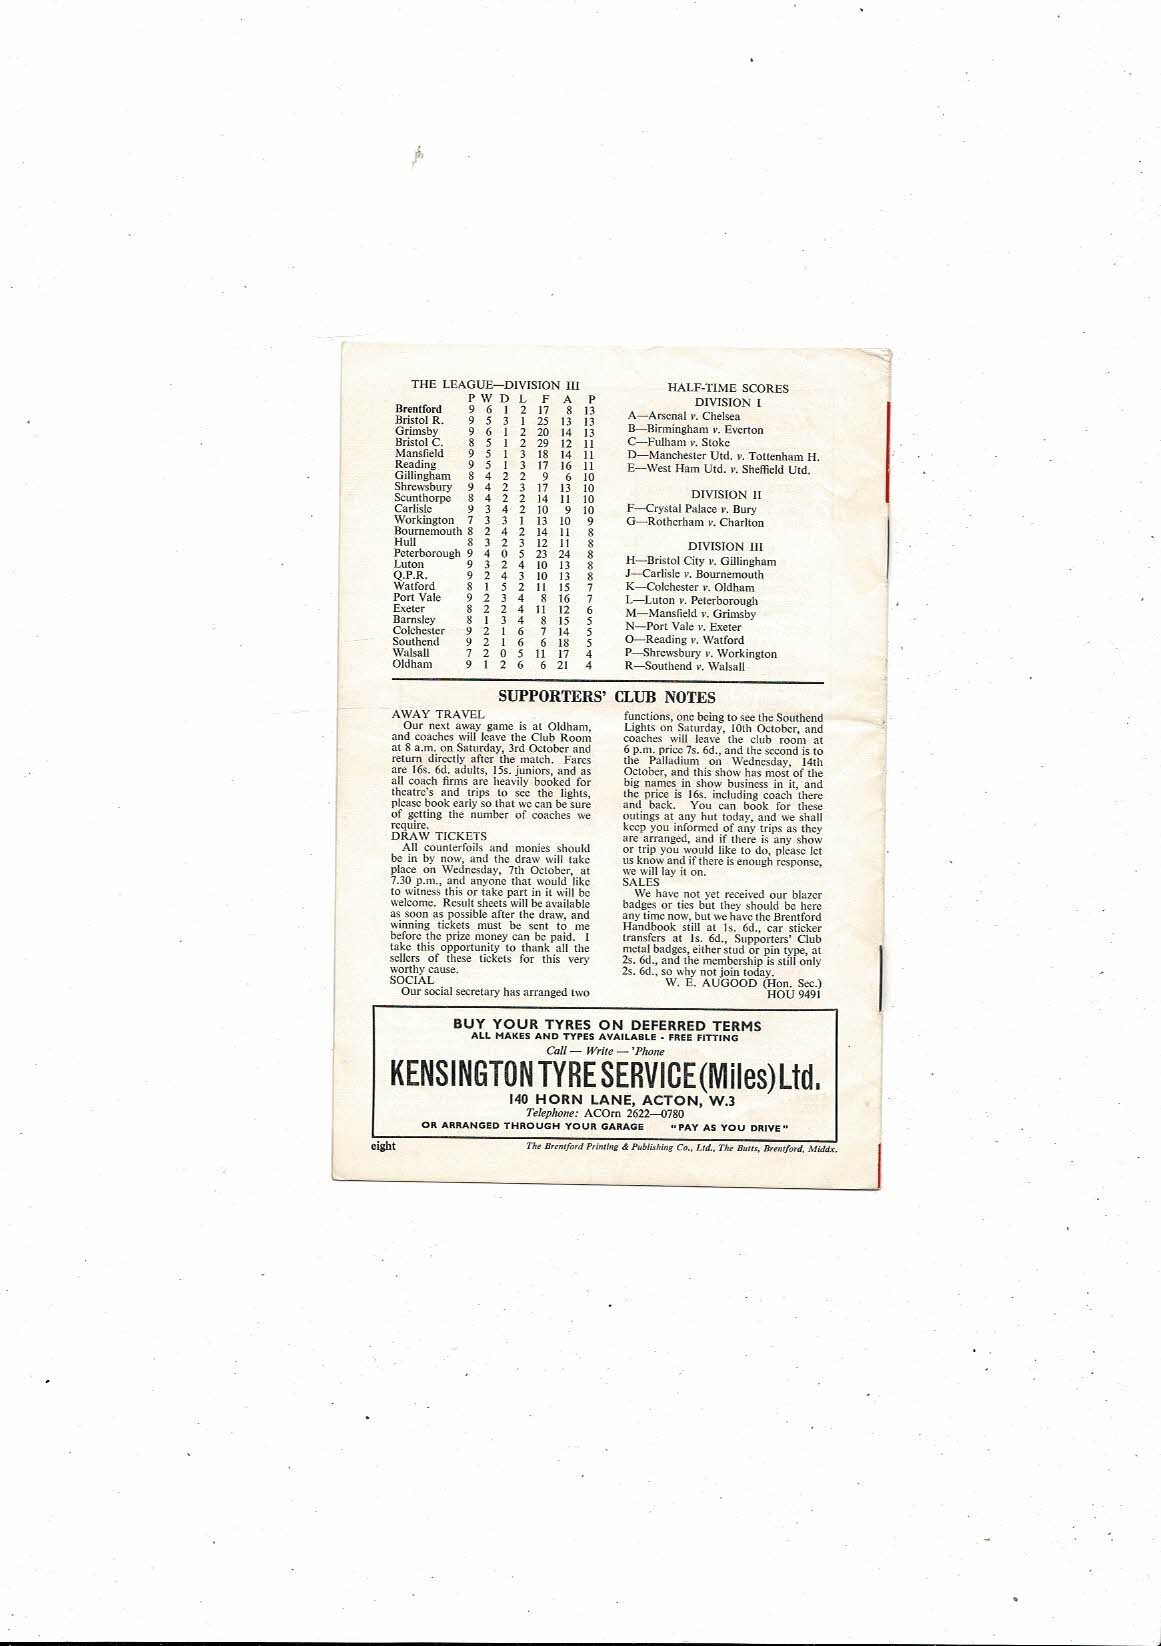 THE LEAGUE—DIVISION III
P W D L F A P
Brentford 9 6 1 2 17 8 13
Bristol R. 9 5 3 1 25 13 13
Grimsby 9 6 1 2 20 14 13
Bristol C. 8 5 1 2 29 12 11
Mansfield 9 5 1 3 18 14 11
Reading 9 5 1 3 17 16 11
Gillingham 8 4 2 2 9 6 10
Shrewsbury 9 4 2 3 17 13 10
Scunthorpe 8 4 2 2 14 11 10
Carlisle 9 3 4 2 10 9 10
Workington 7 3 3 1 13 10 9
Bournemouth 8 2 4 2 14 11 8
Hull 8 3 2 3 12 11 8
Peterborough 9 4 0 5 23 24 8
Luton 9 3 2 4 10 13 8
Q.P.R. 9 2 4 3 10 13 8
Watford 8 1 5 2 11 15 7
Port Vale 9 2 3 4 8 16 7
Exeter 8 2 2 4 11 12 6
Barnsley 8 1 3 4 8 15 5
Colchester 9 2 1 6 7 14 5
Southend 9 2 1 6 6 18 5
Walsall 7 2 0 5 11 17 4
Oldham 9 1 2 6 6 21 4
HALF-TIME SCORES
DIVISION I
A—Arsenal v. Chelsea
B—Birmingham v. Everton
C—Fulham v. Stoke
D—Manchester Utd. v. Tottenham H.
E—West Ham Utd. v. Sheffield Utd.
DIVISION II
F—Crystal Palace v. Bury
G—Rotherham v. Charlton
DIVISION III
H—Bristol City v. Gillingham
J—Carlisle v. Bournemouth
K—Colchester v. Oldham
L—Luton v. Peterborough
M—Mansfield v. Grimsby
N—Port Vale v. Exeter
O—Reading v. Watford
P—Shrewsbury v. Workington
R—Southend v. Walsall
SUPPORTERS' CLUB NOTES
AWAY TRAVEL
Our next away game is at Oldham,
and coaches will leave the Club Room
at 8 a.m. on Saturday, 3rd October and
return directly after the match. Fares
are 16s. 6d. adults, 15s. juniors, and as
all coach firms are heavily booked for
theatre's and trips to see the lights,
please book early so that we can be sure
of getting the number of coaches we
require.
DRAW TICKETS
All counterfoils and monies should
be in by now, and the draw will take
place on Wednesday, 7th October, at
7.30 p.m., and anyone that would like
to witness this or take part in it will be
welcome. Result sheets will be available
as soon as possible after the draw, and
winning tickets must be sent to me
before the prize money can be paid. I
take this opportunity to thank all the
sellers of these tickets for this very
worthy cause.
SOCIAL
Our social secretary has arranged two
functions, one being to see the Southend
Lights on Saturday, 10th October, and
coaches will leave the club room at
6 p.m. price 7s. 6d., and the second is to
the Palladium on Wednesday, 14th
October, and this show has most of the
big names in show business in it, and
the price is 16s. including coach there
and back. You can book for these
outings at any hut today, and we shall
keep you informed of any trips as they
are arranged, and if there is any show
or trip you would like to do, please let
us know and if there is enough response,
we will lay it on.
SALES
We have not yet received our blazer
badges or ties but they should be here
any time now, but we have the Brentford
Handbook still at 1s. 6d., car sticker
transfers at 1s. 6d., Supporters' Club
metal badges, either stud or pin type, at
2s. 6d., and the membership is still only
2s. 6d., so why not join today.
W. E. AUGOOD (Hon. Sec.)
HOU 9491
BUY YOUR TYRES ON DEFERRED TERMS
ALL MAKES AND TYPES AVAILABLE - FREE FITTING
Call — Write — 'Phone
KENSINGTON TYRE SERVICE (Miles) Ltd.
140 HORN LANE, ACTON, W.3
Telephone: ACOrn 2622—0780
OR ARRANGED THROUGH YOUR GARAGE "PAY AS YOU DRIVE"
eight The Brentford Printing & Publishing Co., Ltd., The Butts, Brentford, Middx.